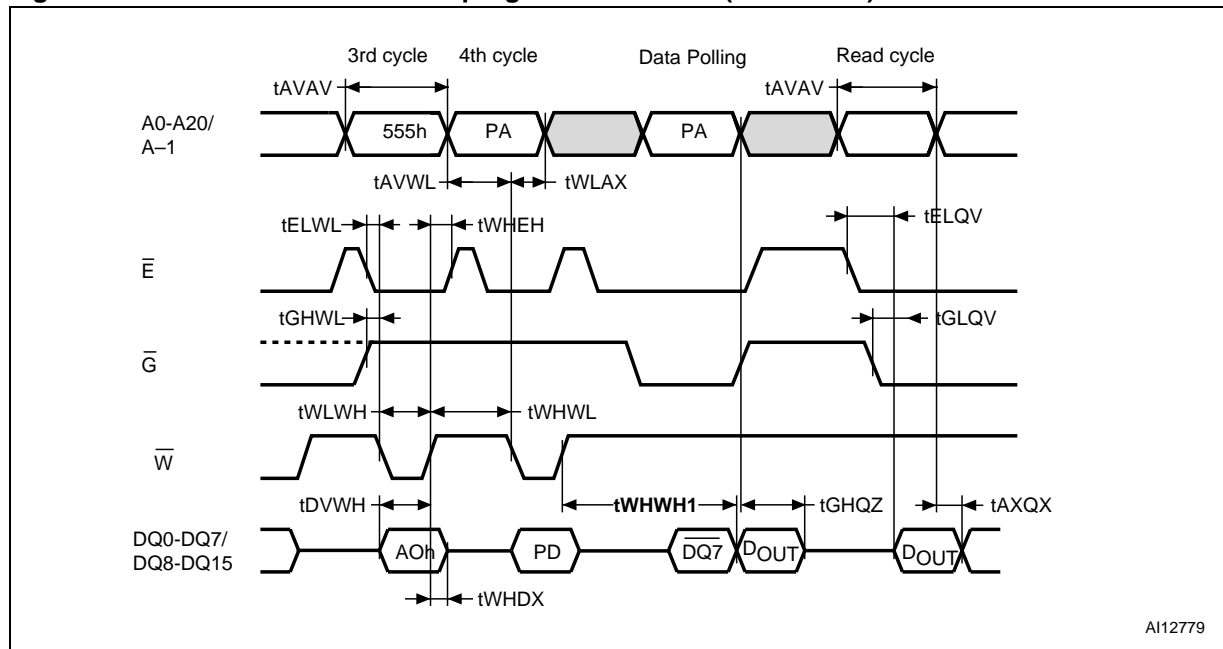 3rd cycle 4th cycle Data Polling Read cycle
tAVAV tAVAV
A0-A20/
A–1
555h PA PA
tAVWL tWLAX
tELWL tWHEH tELQV
E̅
tGHWL tGLQV
G̅
tWLWH tWHWL
W̅
tDVWH tWHWH1 tGHQZ tAXQX
DQ0-DQ7/
DQ8-DQ15
AOh PD D̅Q̅7̅ DOUT DOUT
tWHDX
AI12779